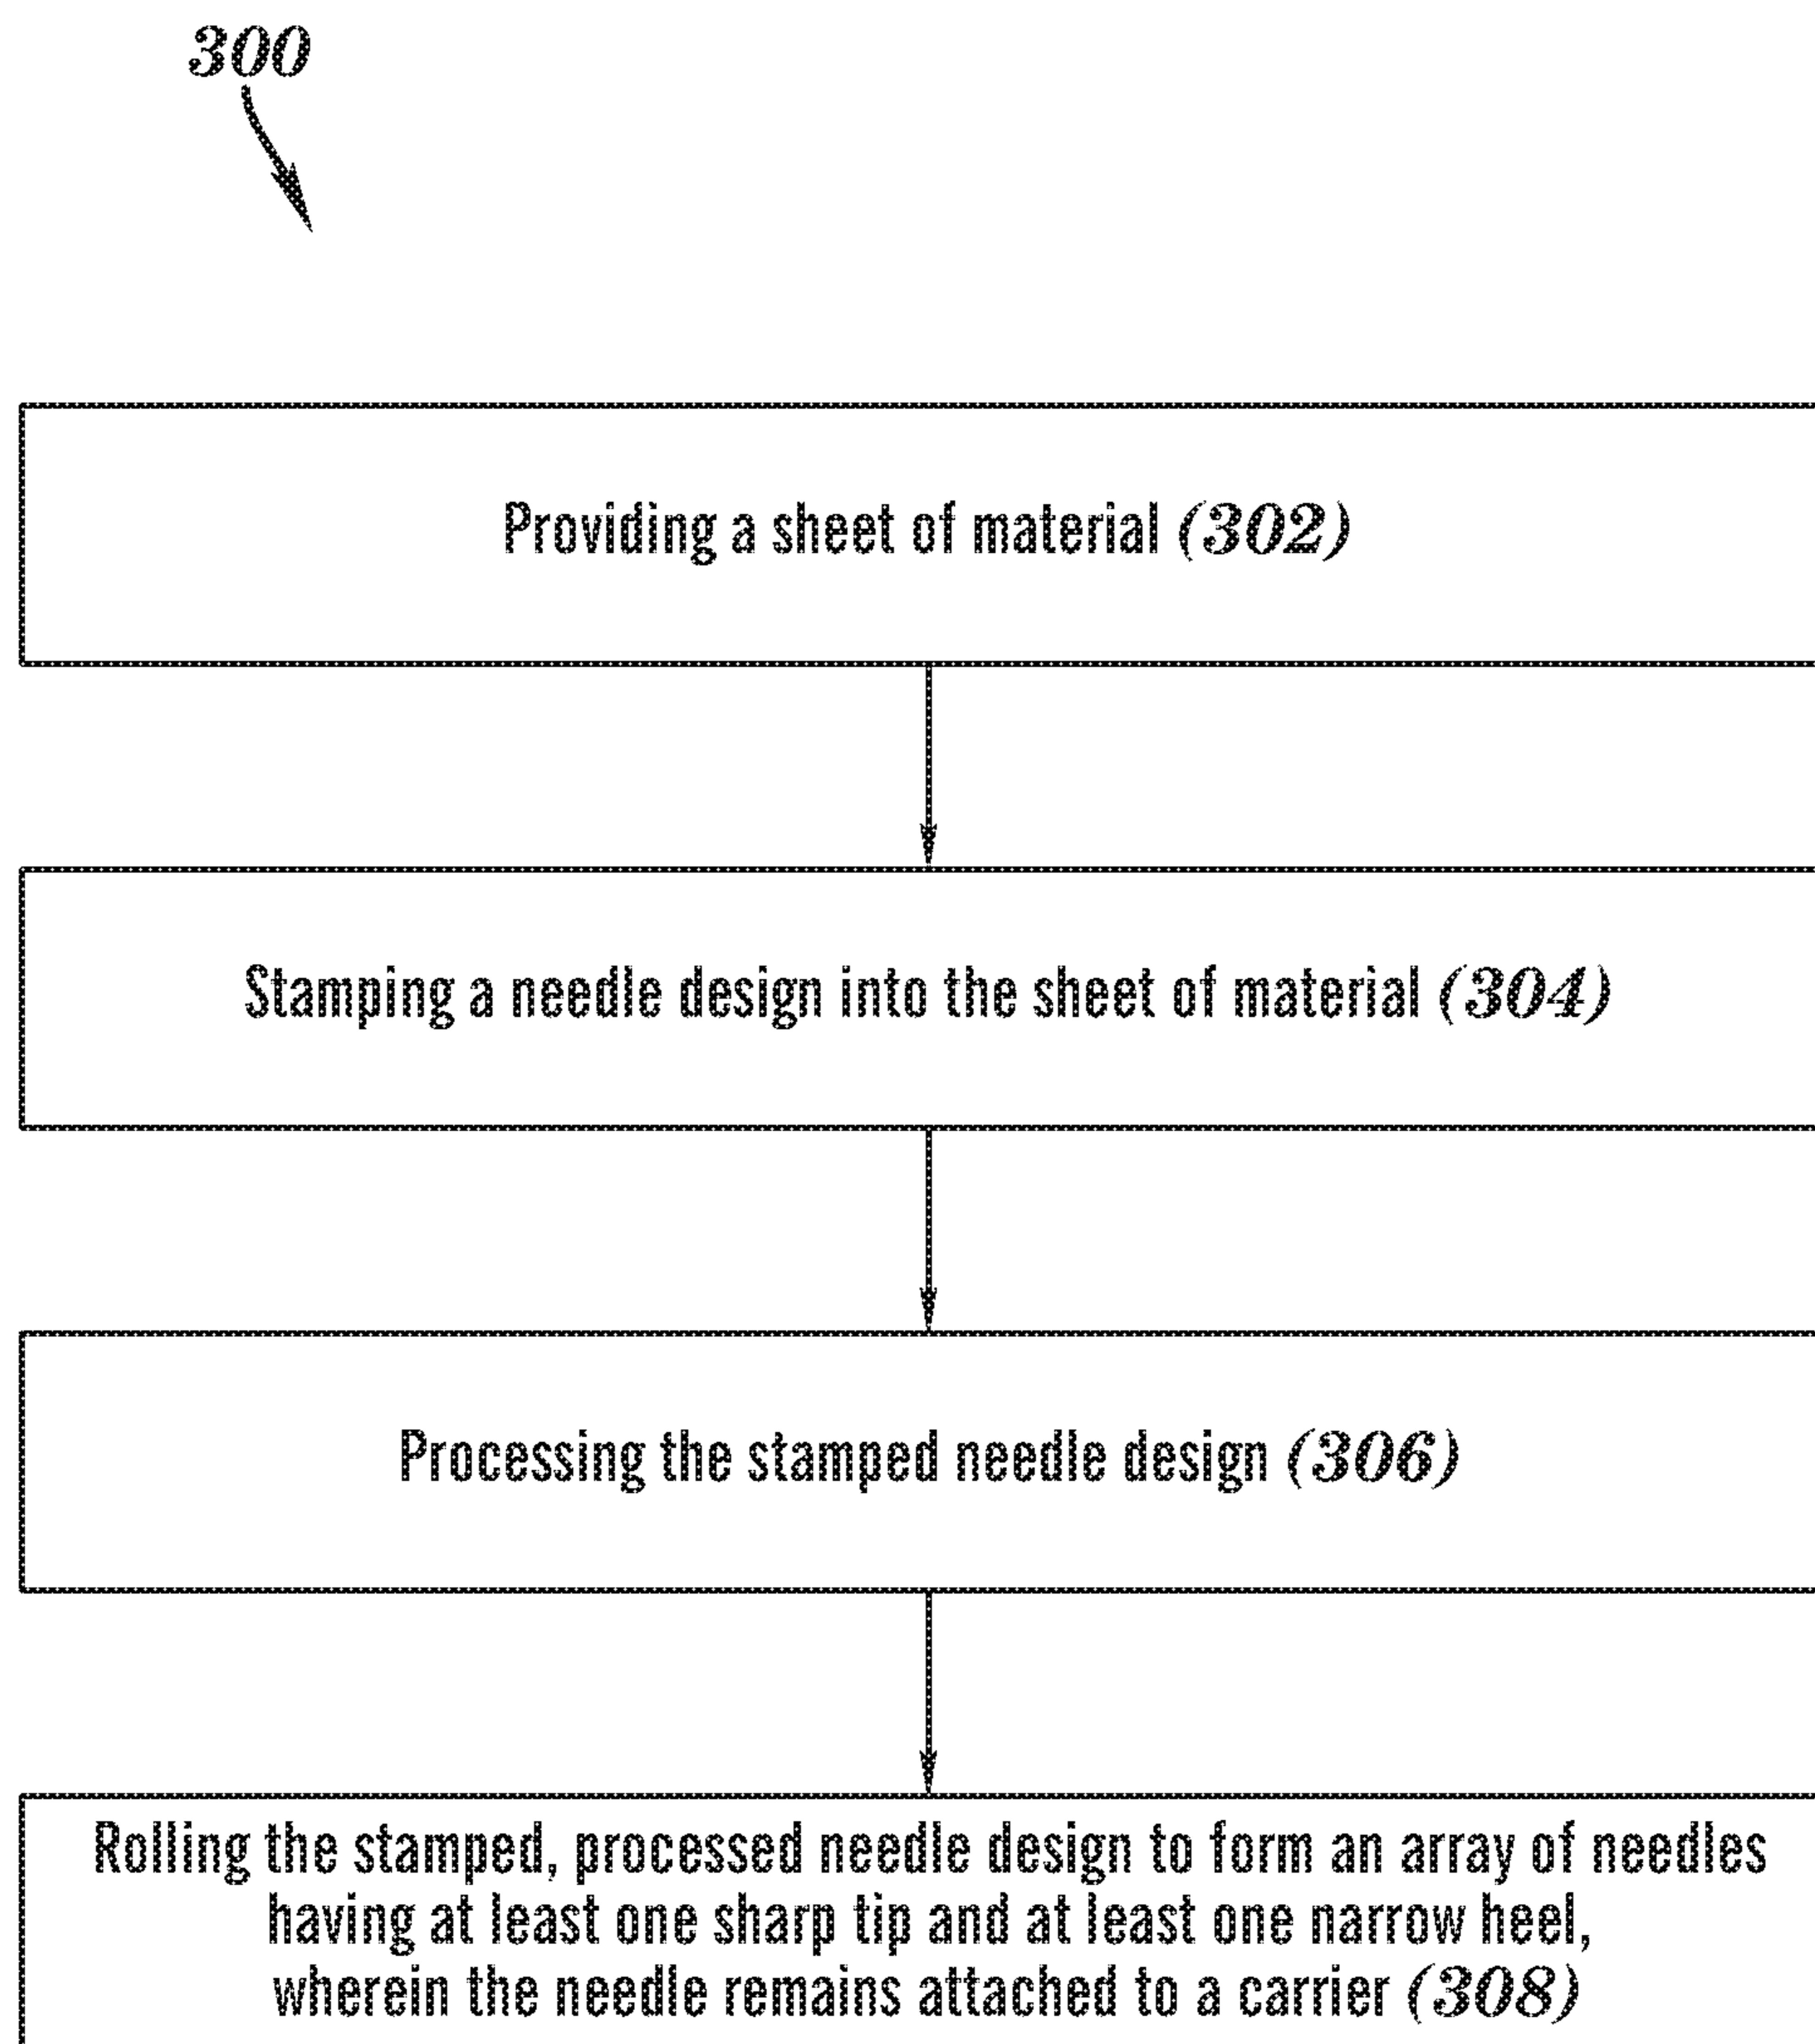 300
Providing a sheet of material (302)
Stamping a needle design into the sheet of material (304)
Processing the stamped needle design (306)
Rolling the stamped, processed needle design to form an array of needles
having at least one sharp tip and at least one narrow heel,
wherein the needle remains attached to a carrier (308)